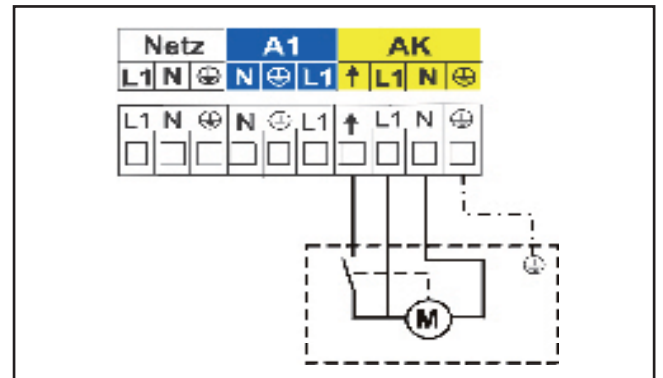 Netz A1 AK
L1 N ⏚ N ⏚ L1 ↑ L1 N ⏚
L1 N ⏚ N ⏚ L1 ↑ L1 N ⏚
⏚
M